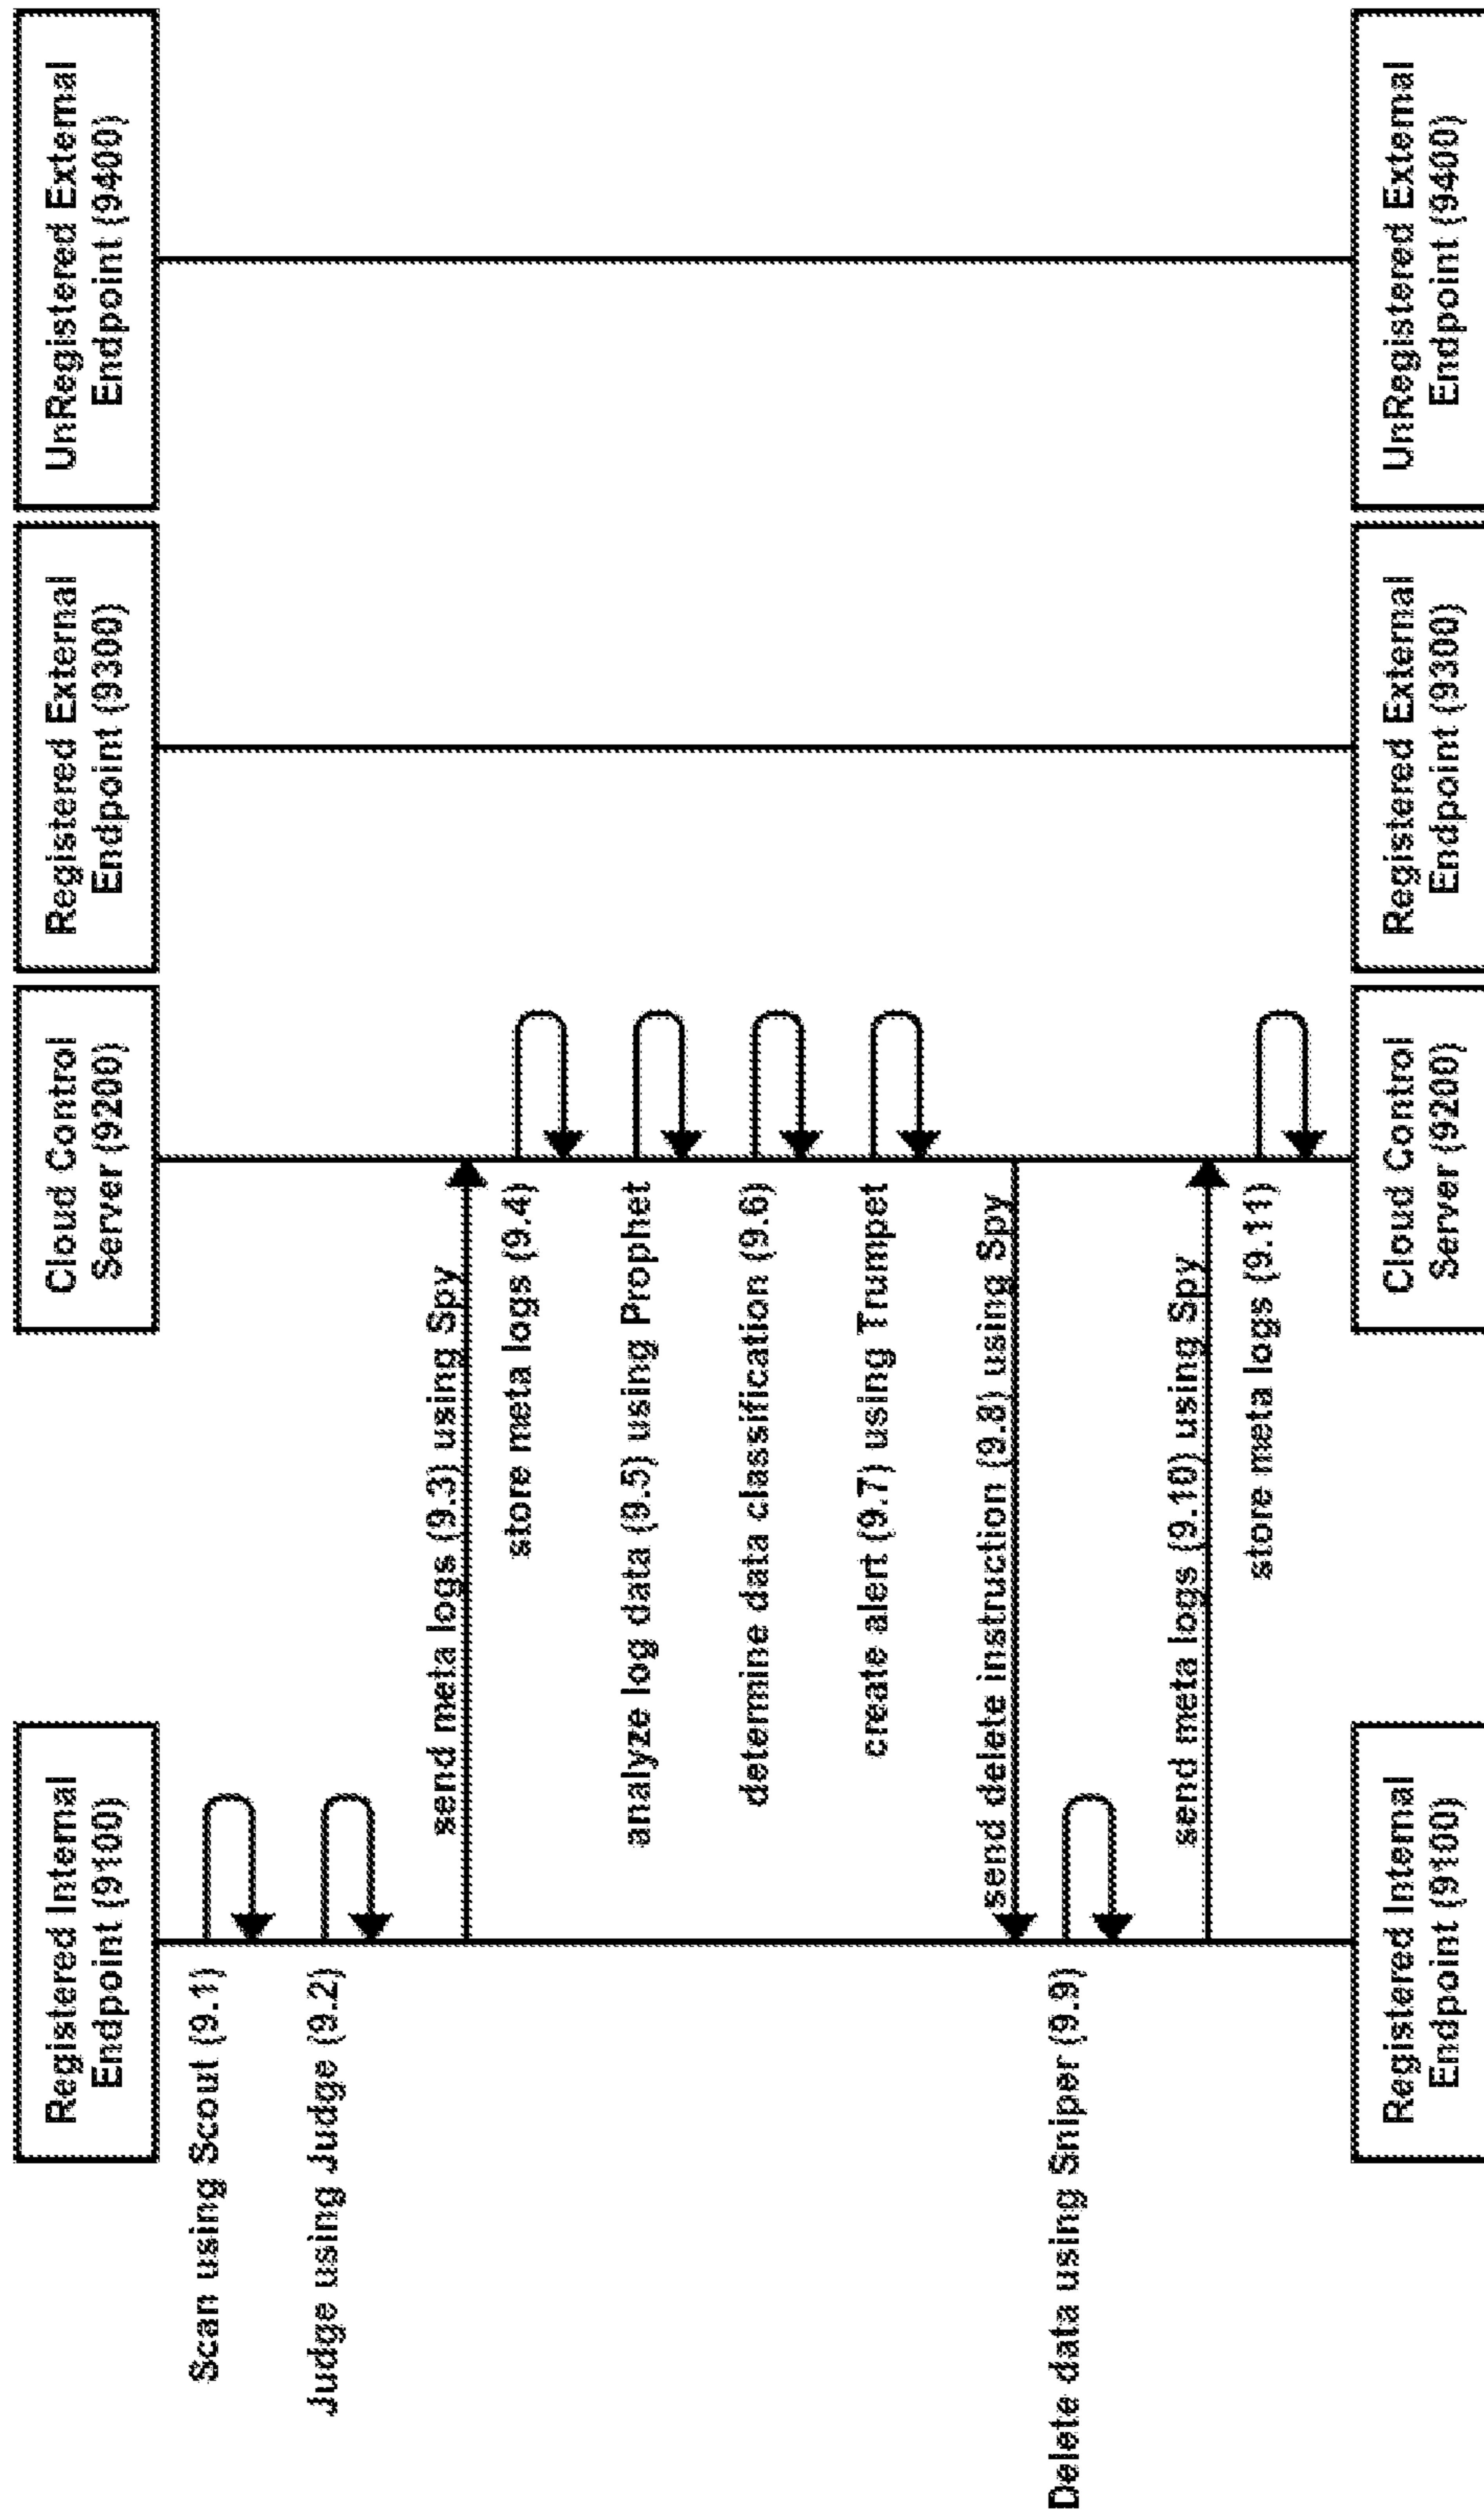 Registered Internal
Endpoint (9100)
Cloud Control
Server (9200)
Registered External
Endpoint (9300)
UnRegistered External
Endpoint (9400)
Scan using Scout (9.1)
Judge using Judge (9.2)
send meta logs (9.3) using Spy
store meta logs (9.4)
analyze log data (9.5) using Prophet
determine data classification (9.6)
create alert (9.7) using Trumpet
send delete instruction (9.8) using Spy
Delete data using Sniper (9.9)
send meta logs (9.10) using Spy
store meta logs (9.11)
Registered Internal
Endpoint (9100)
Cloud Control
Server (9200)
Registered External
Endpoint (9300)
UnRegistered External
Endpoint (9400)